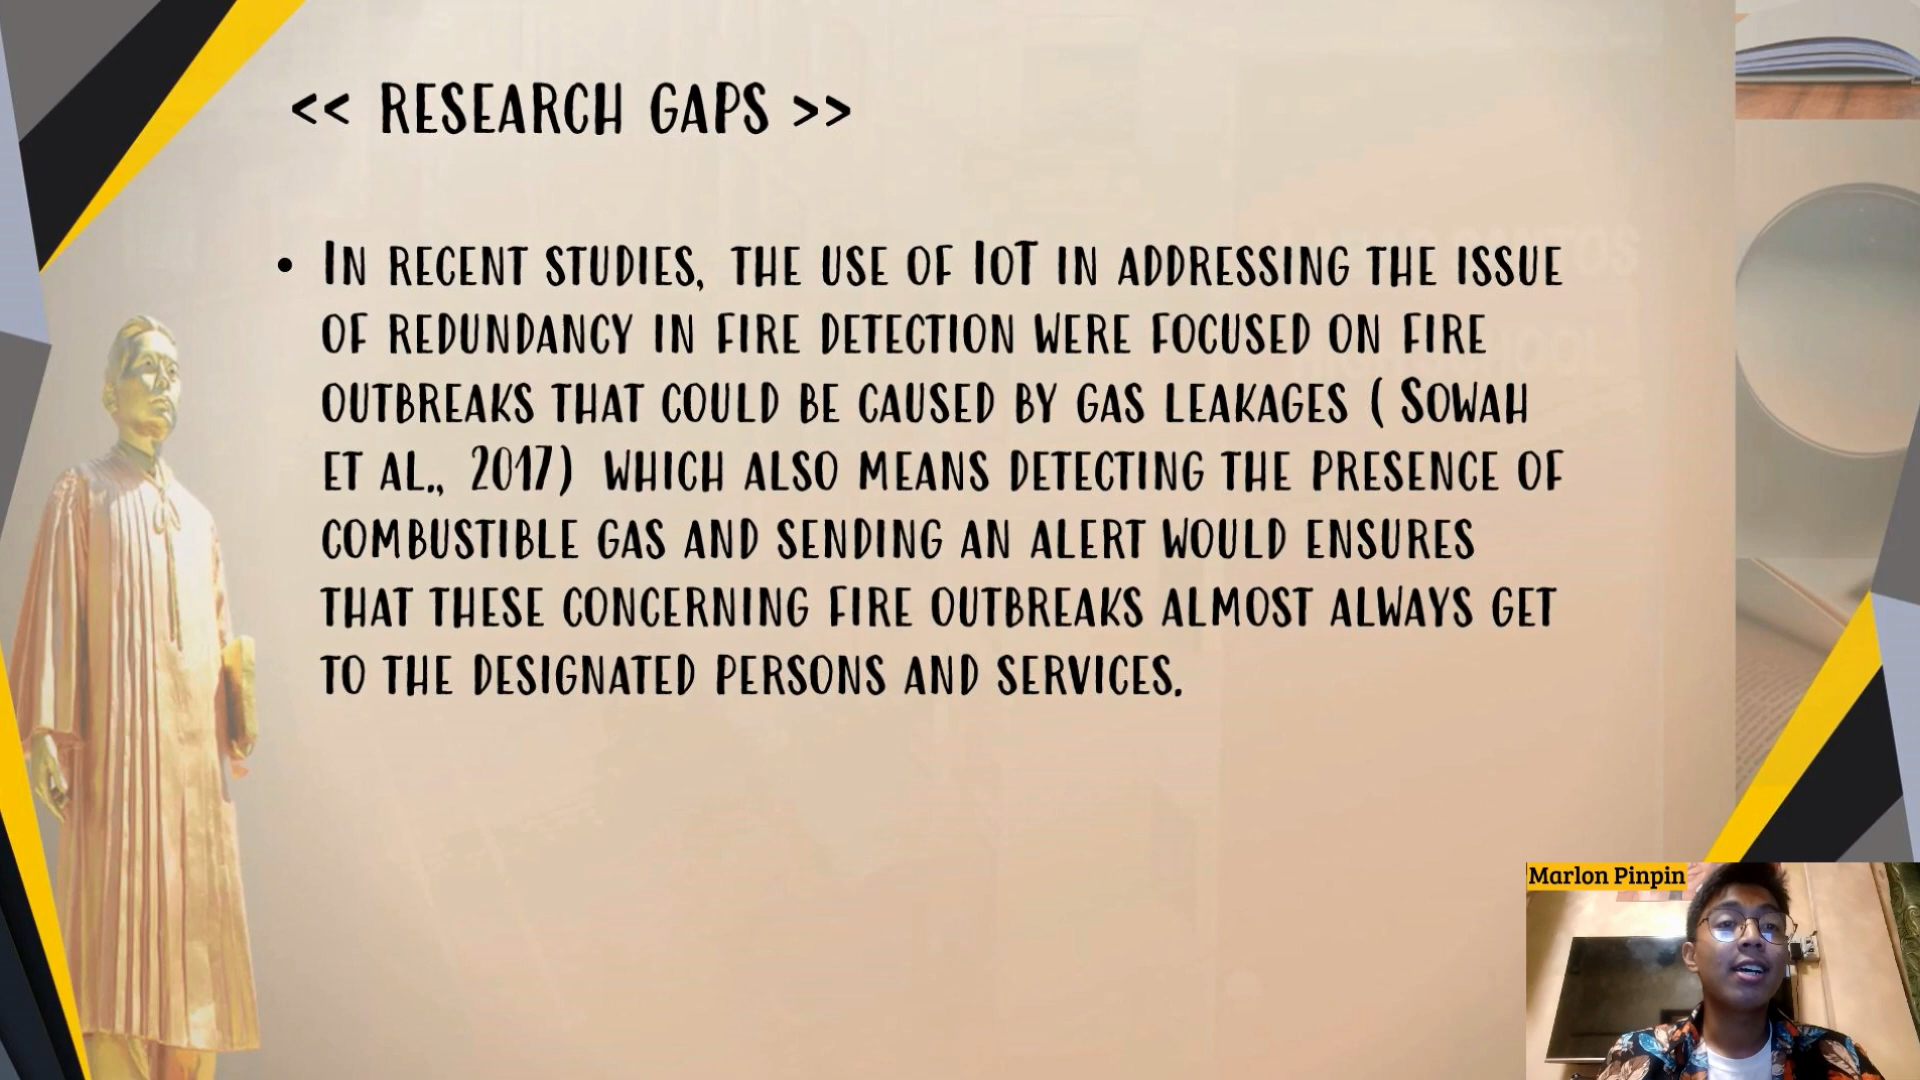 << RESEARCH GAPS >>
• IN RECENT STUDIES, THE USE OF IOT IN ADDRESSING THE ISSUE
OF REDUNDANCY IN FIRE DETECTION WERE FOCUSED ON FIRE
OUTBREAKS THAT COULD BE CAUSED BY GAS LEAKAGES ( SOWAH
ET AL., 2017) WHICH ALSO MEANS DETECTING THE PRESENCE OF
COMBUSTIBLE GAS AND SENDING AN ALERT WOULD ENSURES
THAT THESE CONCERNING FIRE OUTBREAKS ALMOST ALWAYS GET
TO THE DESIGNATED PERSONS AND SERVICES.
Marlon Pinpin